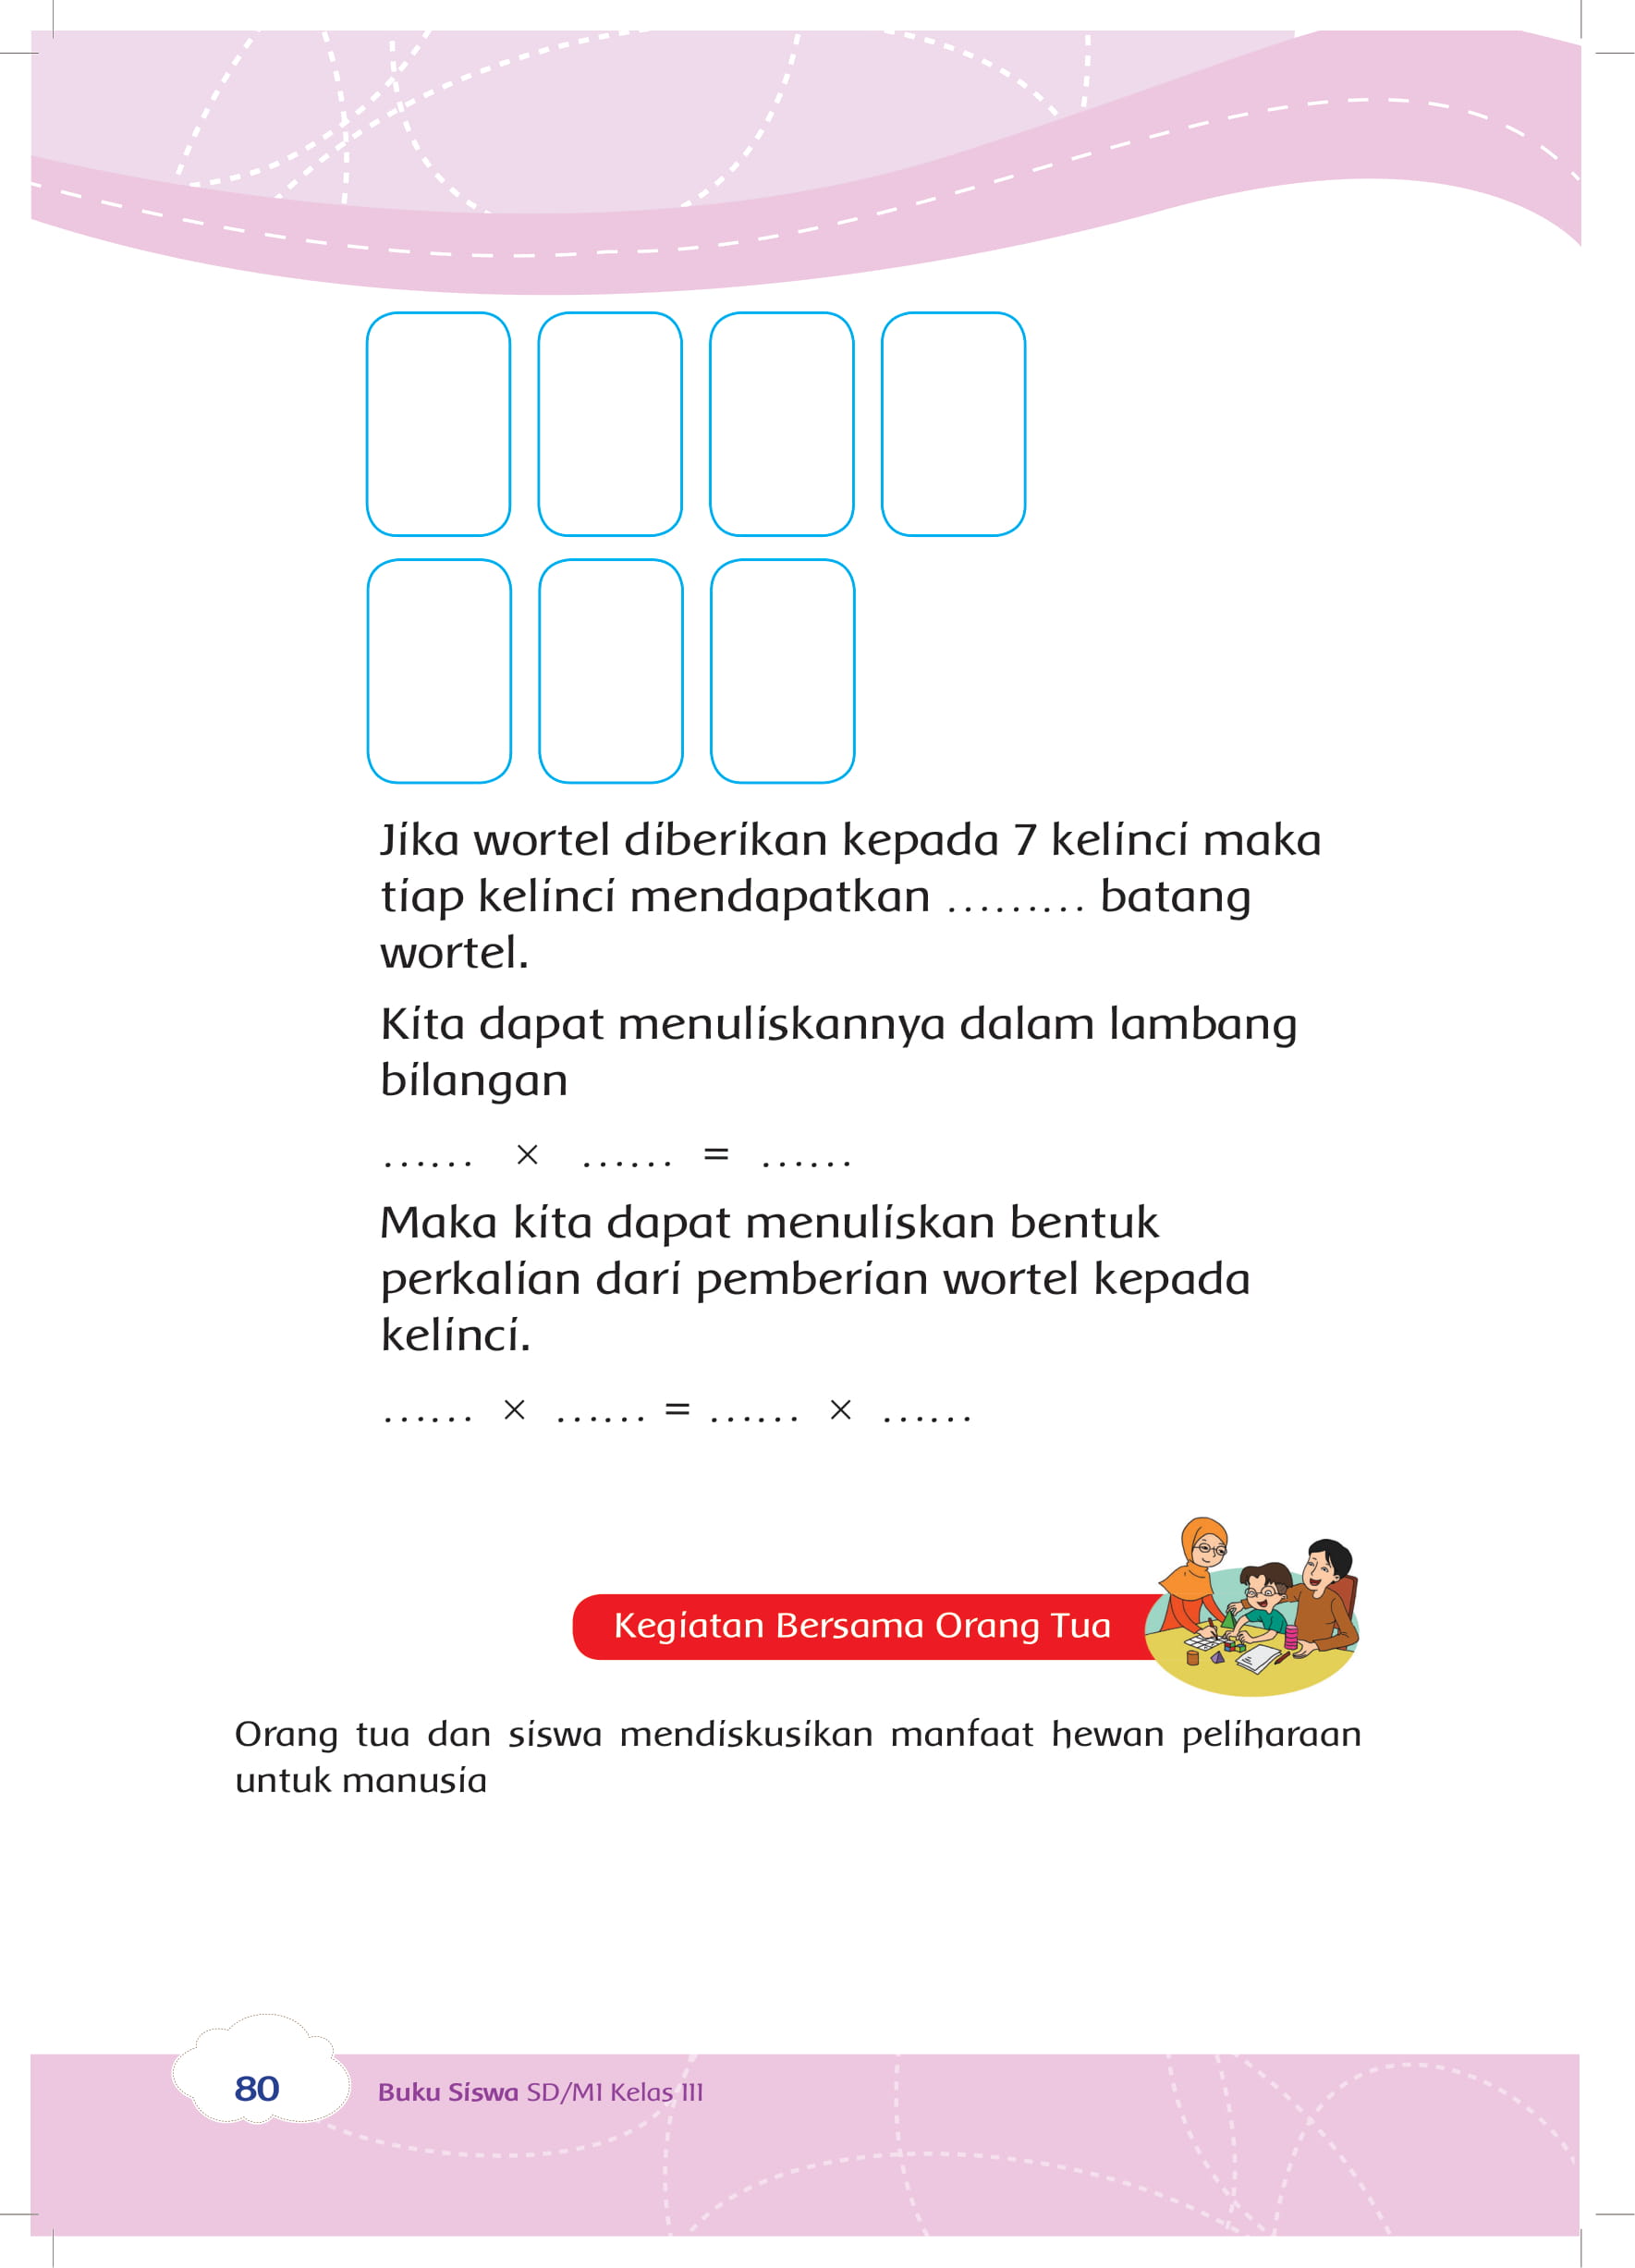 Jika wortel diberikan kepada 7 kelinci maka
tiap kelinci mendapatkan ......... batang
wortel.
Kita dapat menuliskannya dalam lambang
bilangan
...... × ...... = ......
Maka kita dapat menuliskan bentuk
perkalian dari pemberian wortel kepada
kelinci.
...... × ...... = ...... × ......
Kegiatan Bersama Orang Tua
Orang tua dan siswa mendiskusikan manfaat hewan peliharaan
untuk manusia
80 Buku Siswa SD/MI Kelas III